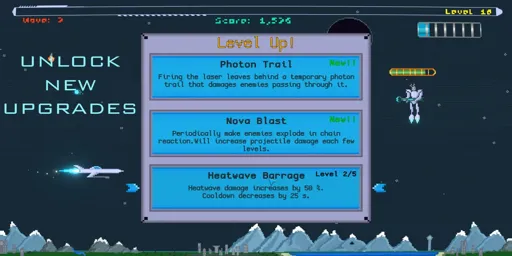 Level 18
Wave: 7
Score: 1,536
Level Up!
UNLOCK
NEW
UPGRADES
Photon Trail
New!!
Firing the laser leaves behind a temporary photon
trail that damages enemies passing through it.
Nova Blast
New!!
Periodically make enemies explode in chain
reaction.Will increase projectile damage each few
levels.
Heatwave Barrage
Level 2/5
Heatwave damage increases by 50 %.
Cooldown decreases by 25 s.